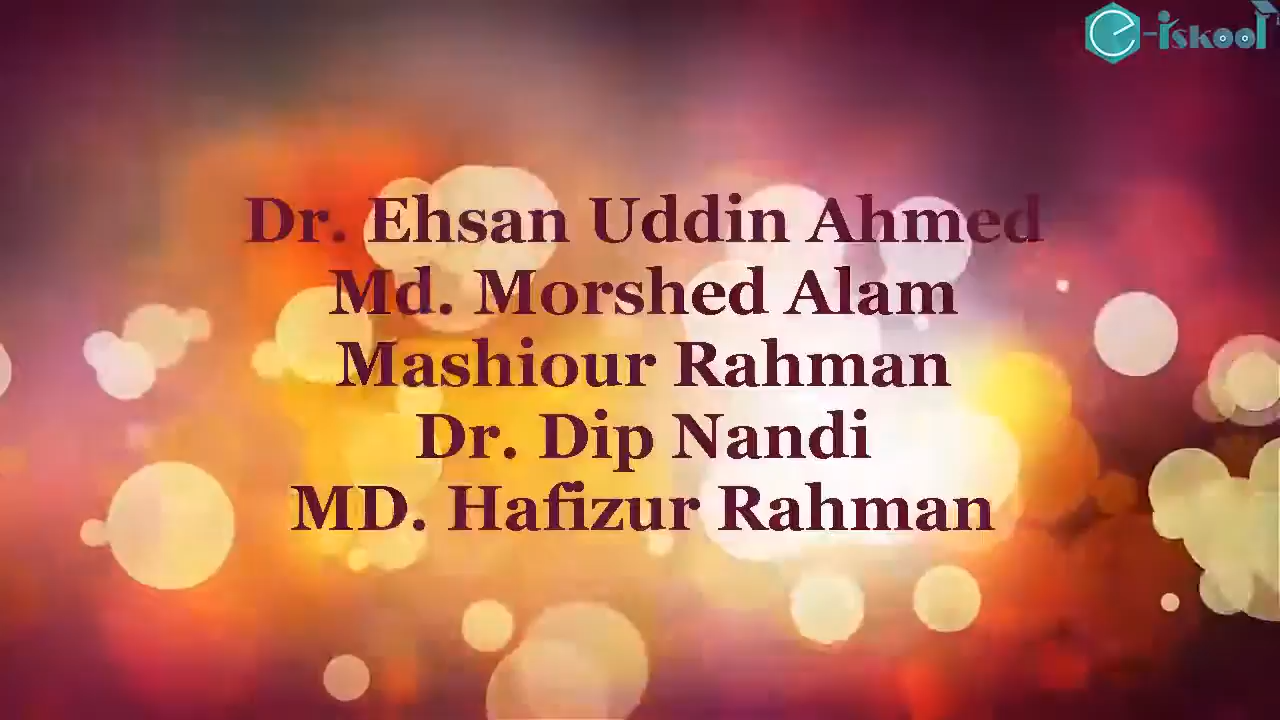 e-iskool
Dr. Ehsan Uddin Ahmed
Md. Morshed Alam
Mashiour Rahman
Dr. Dip Nandi
MD. Hafizur Rahman